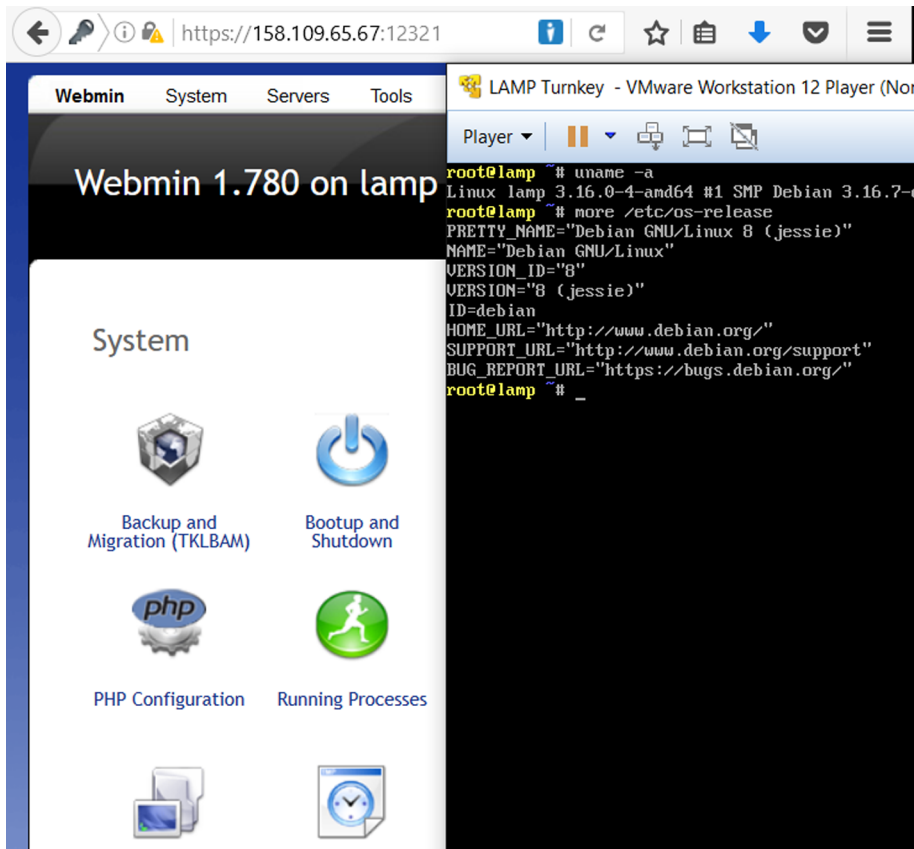 https://158.109.65.67:12321
Webmin System Servers Tools
Webmin 1.780 on lamp
System
Backup and
Migration (TKLBAM)
Bootup and
Shutdown
php
PHP Configuration
Running Processes
LAMP Turnkey - VMware Workstation 12 Player (Nor
Player
root@lamp ~# uname -a
Linux lamp 3.16.0-4-amd64 #1 SMP Debian 3.16.7-
root@lamp ~# more /etc/os-release
PRETTY_NAME="Debian GNU/Linux 8 (jessie)"
NAME="Debian GNU/Linux"
VERSION_ID="8"
VERSION="8 (jessie)"
ID=debian
HOME_URL="http://www.debian.org/"
SUPPORT_URL="http://www.debian.org/support"
BUG_REPORT_URL="https://bugs.debian.org/"
root@lamp ~# _